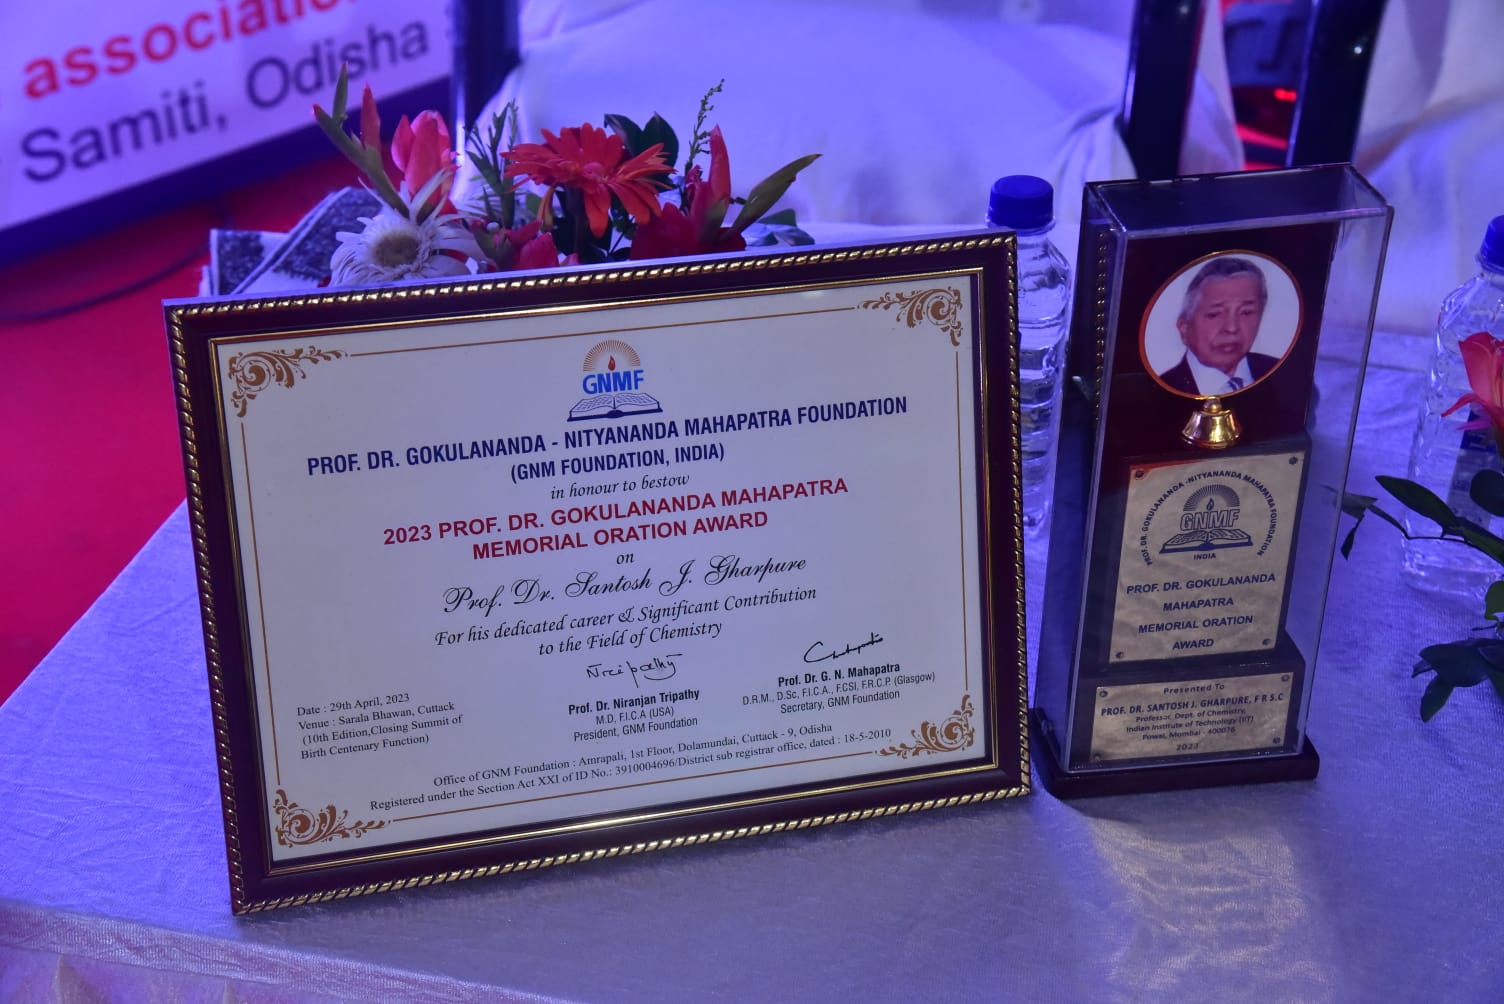 association
Samiti, Odisha
GNMF
PROF. DR. GOKULANANDA - NITYANANDA MAHAPATRA FOUNDATION
(GNM FOUNDATION, INDIA)
in honour to bestow
2023 PROF. DR. GOKULANANDA MAHAPATRA
MEMORIAL ORATION AWARD
on
Prof. Dr. Santosh J. Gharpure
For his dedicated career & Significant Contribution
to the Field of Chemistry
Date : 29th April, 2023
Venue : Sarala Bhawan, Cuttack
(10th Edition,Closing Summit of
Birth Centenary Function)
Prof. Dr. Niranjan Tripathy
M.D, F.I.C.A (USA)
President, GNM Foundation
Prof. Dr. G. N. Mahapatra
D.R.M., D.Sc, F.I.C.A., F.CSI, F.R.C.P. (Glasgow)
Secretary, GNM Foundation
Office of GNM Foundation : Amrapali, 1st Floor, Dolamundai, Cuttack - 9, Odisha
Registered under the Section Act XXI of ID No.: 3910004696/District sub registrar office, dated : 18-5-2010
PROF. DR. GOKULANANDA -NITYANANDA MAHAPATRA FOUNDATION
GNMF
INDIA
PROF. DR. GOKULANANDA
MAHAPATRA
MEMORIAL ORATION
AWARD
Presented To
PROF. DR. SANTOSH J. GHARPURE, F R S.C
Professor, Dept. of Chemistry,
Indian Institute of Technology (IIT)
Powai, Mumbai - 400076
2023